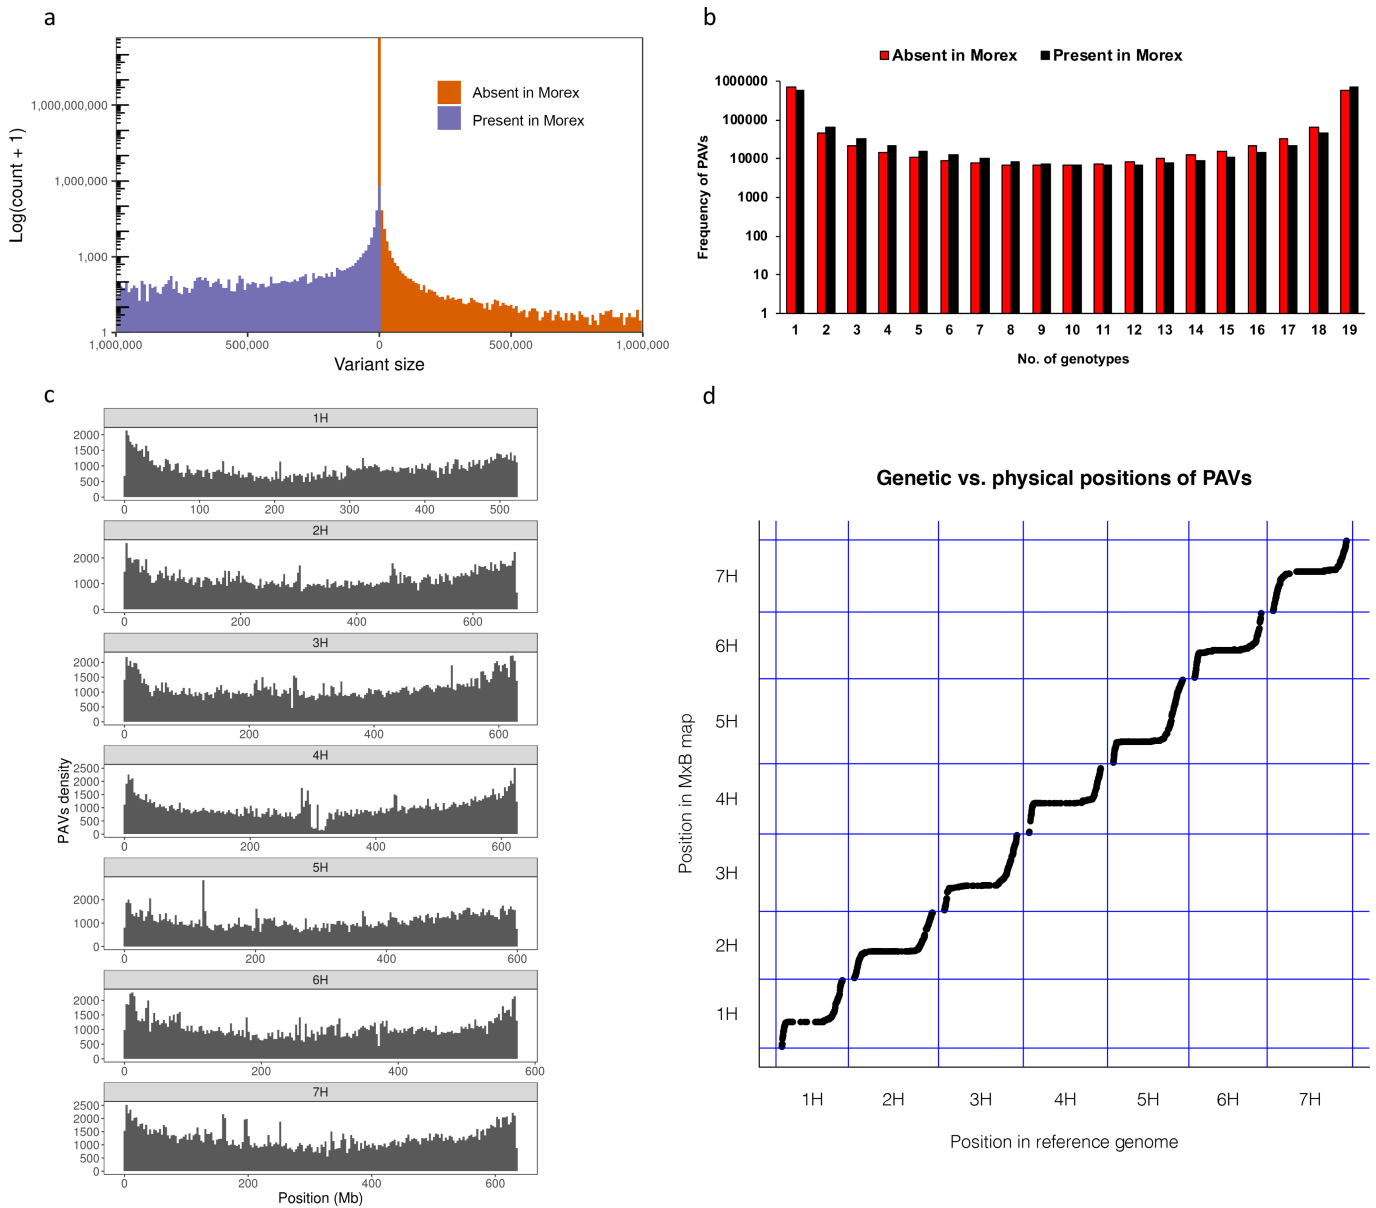 a
Log(count + 1)
1,000,000,000
1,000,000
1,000
1
1,000,000
500,000
0
500,000
1,000,000
Variant size
Absent in Morex
Present in Morex
b
Absent in Morex Present in Morex
Frequency of PAVs
1000000
100000
10000
1000
100
10
1
1 2 3 4 5 6 7 8 9 10 11 12 13 14 15 16 17 18 19
No. of genotypes
c
PAVs density
1H
2000
1500
1000
500
0
0 100 200 300 400 500
2H
2000
1000
0
0 200 400 600
3H
2000
1500
1000
500
0
0 200 400 600
4H
2500
2000
1500
1000
500
0
0 200 400 600
5H
2000
1000
0
0 200 400 600
6H
2000
1500
1000
500
0
0 200 400 600
7H
2500
2000
1500
1000
500
0
0 200 400 600
Position (Mb)
d
Genetic vs. physical positions of PAVs
Position in MxB map
7H
6H
5H
4H
3H
2H
1H
1H 2H 3H 4H 5H 6H 7H
Position in reference genome